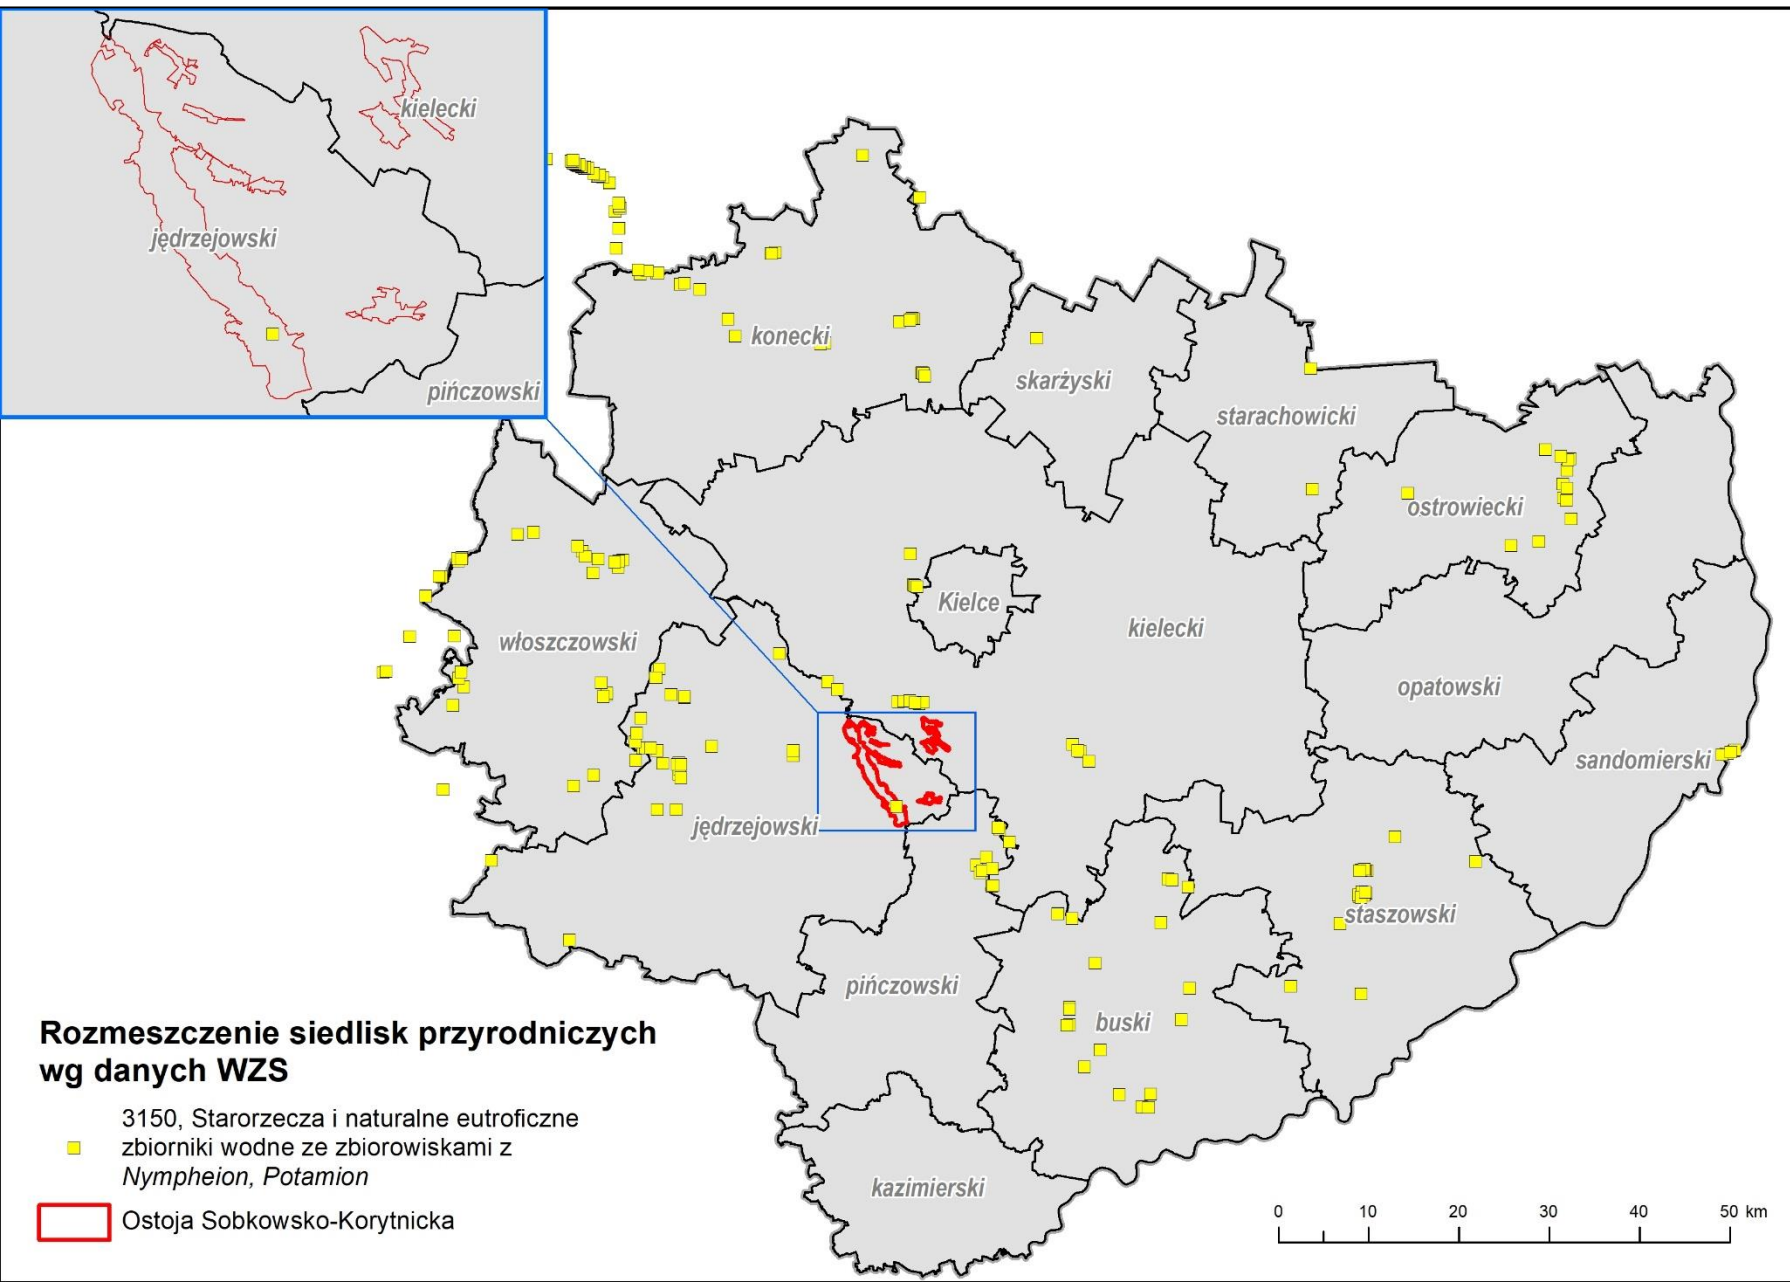 kielecki
jędrzejowski
pińczowski
konecki
skarżyski
starachowicki
ostrowiecki
Kielce
kielecki
włoszczowski
opatowski
sandomierski
jędrzejowski
staszowski
pińczowski
buski
kazimierski
Rozmeszczenie siedlisk przyrodniczych
wg danych WZS
3150, Starorzecza i naturalne eutroficzne
zbiorniki wodne ze zbiorowiskami z
Nympheion, Potamion
Ostoja Sobkowsko-Korytnicka
0 10 20 30 40 50 km